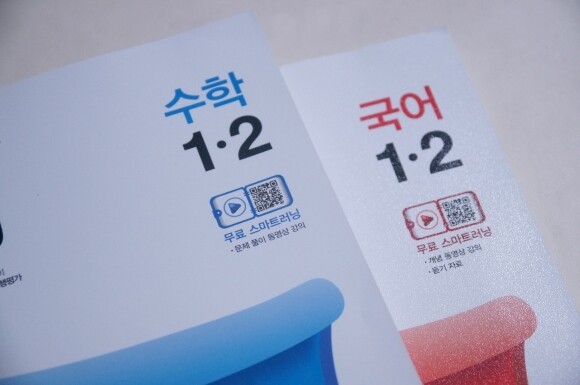 수학
1·2
무료 스마트러닝
· 문제 풀이 동영상 강의
국어
1·2
무료 스마트러닝
· 개념 동영상 강의
· 듣기 자료